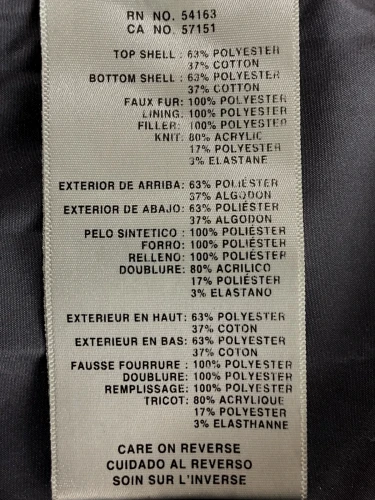 RN NO. 54163
CA NO. 57151
TOP SHELL : 63% POLYESTER
37% COTTON
BOTTOM SHELL : 63% POLYESTER
37% COTTON
FAUX FUR: 100% POLYESTER
LINING: 100% POLYESTER
FILLER: 100% POLYESTER
KNIT: 80% ACRYLIC
17% POLYESTER
3% ELASTANE
EXTERIOR DE ARRIBA: 63% POLIÉSTER
37% ALGODON
EXTERIOR DE ABAJO: 63% POLIÉSTER
37% ALGODON
PELO SINTETICO : 100% POLIÉSTER
FORRO: 100% POLIÉSTER
RELLENO: 100% POLIÉSTER
DOUBLURE: 80% ACRILICO
17% POLIÉSTER
3% ELASTANO
EXTERIEUR EN HAUT: 63% POLYESTER
37% COTON
EXTERIEUR EN BAS: 63% POLYESTER
37% COTON
FAUSSE FOURRURE : 100% POLYESTER
DOUBLURE: 100% POLYESTER
REMPLISSAGE: 100% POLYESTER
TRICOT: 80% ACRYLIQUE
17% POLYESTER
3% ELASTHANNE
CARE ON REVERSE
CUIDADO AL REVERSO
SOIN SUR L'INVERSE